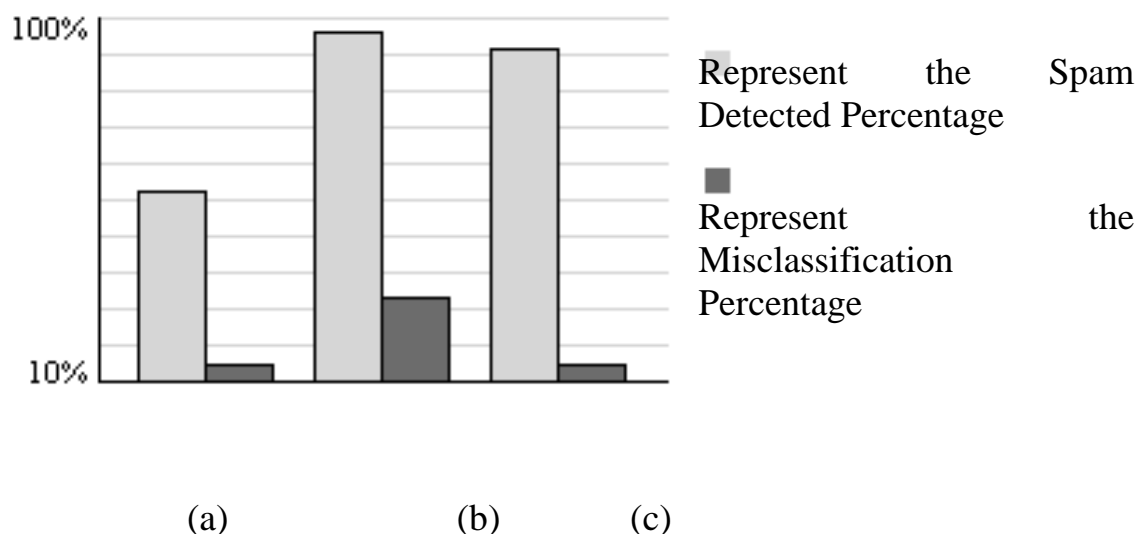 100%
10%
Represent the Spam
Detected Percentage
Represent the
Misclassification
Percentage
(a) (b) (c)